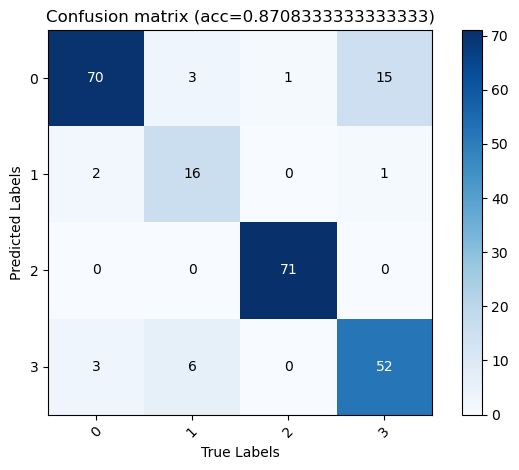 Confusion matrix (acc=0.8708333333333333)
Predicted Labels
0 70 3 1 15
1 2 16 0 1
2 0 0 71 0
3 3 6 0 52
0 1 2 3
True Labels
70
60
50
40
30
20
10
0